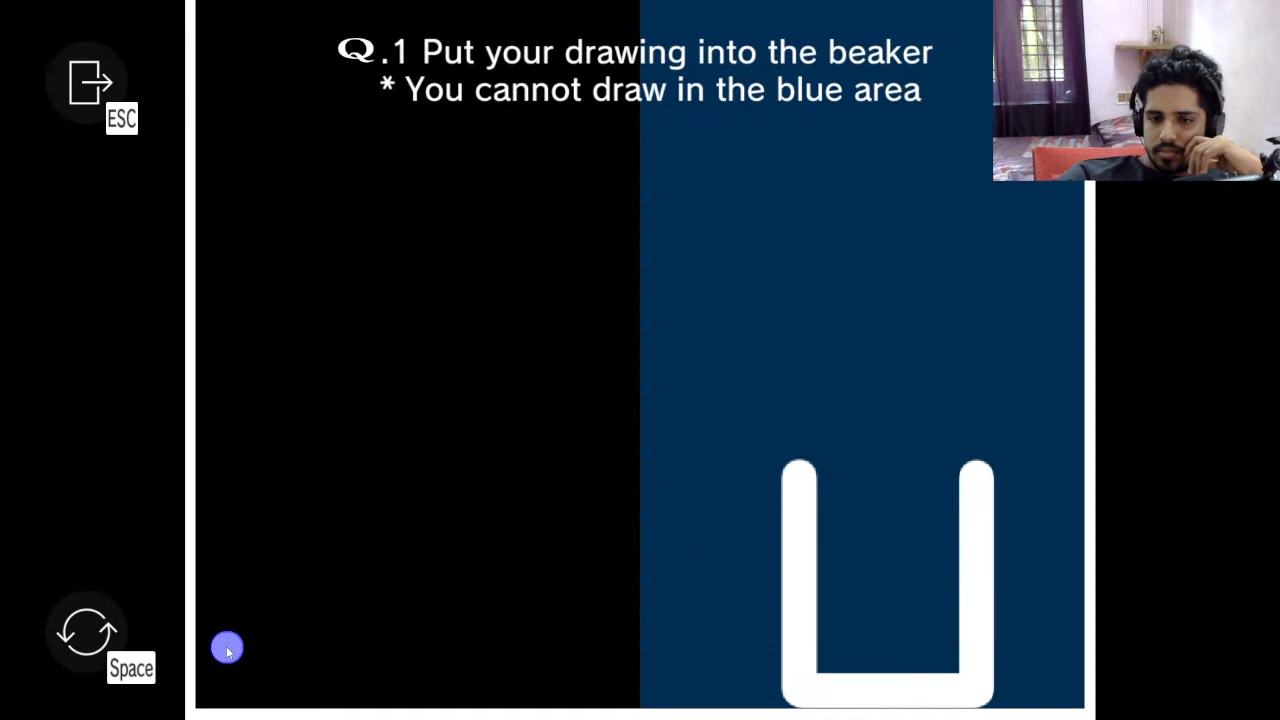 Q.1 Put your drawing into the beaker
* You cannot draw in the blue area
ESC
Space